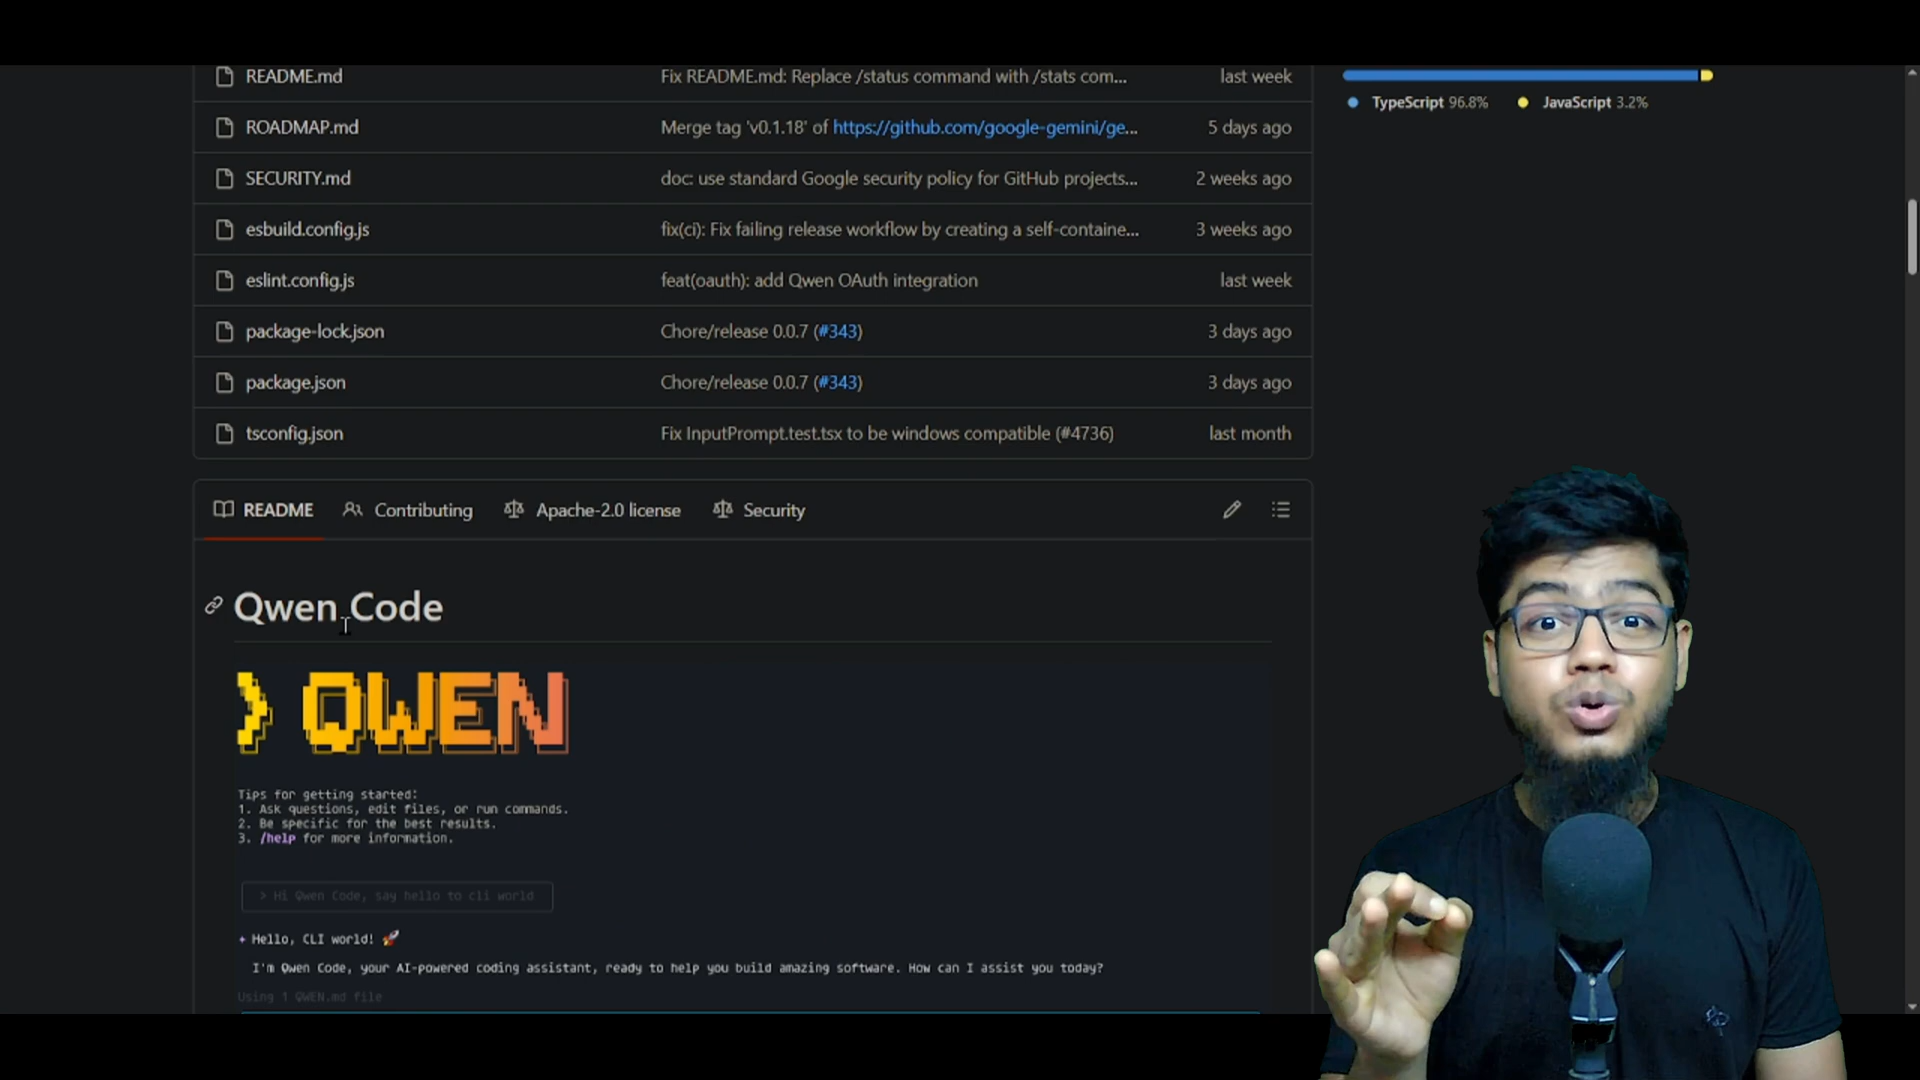 README.md Fix README.md: Replace /status command with /stats com... last week
TypeScript 96.8% JavaScript 3.2%
ROADMAP.md Merge tag 'v0.1.18' of https://github.com/google-gemini/ge... 5 days ago
SECURITY.md doc: use standard Google security policy for GitHub projects... 2 weeks ago
esbuild.config.js fix(ci): Fix failing release workflow by creating a self-containe... 3 weeks ago
eslint.config.js feat(oauth): add Qwen OAuth integration last week
package-lock.json Chore/release 0.0.7 (#343) 3 days ago
package.json Chore/release 0.0.7 (#343) 3 days ago
tsconfig.json Fix InputPrompt.test.tsx to be windows compatible (#4736) last month
README Contributing Apache-2.0 license Security
Qwen Code
> QWEN
Tips for getting started:
1. Ask questions, edit files, or run commands.
2. Be specific for the best results.
3. /help for more information.
> Hi Qwen Code, say hello to cli world
✦ Hello, CLI world! 🚀
I'm Qwen Code, your AI-powered coding assistant, ready to help you build amazing software. How can I assist you today?
Using 1 QWEN.md file